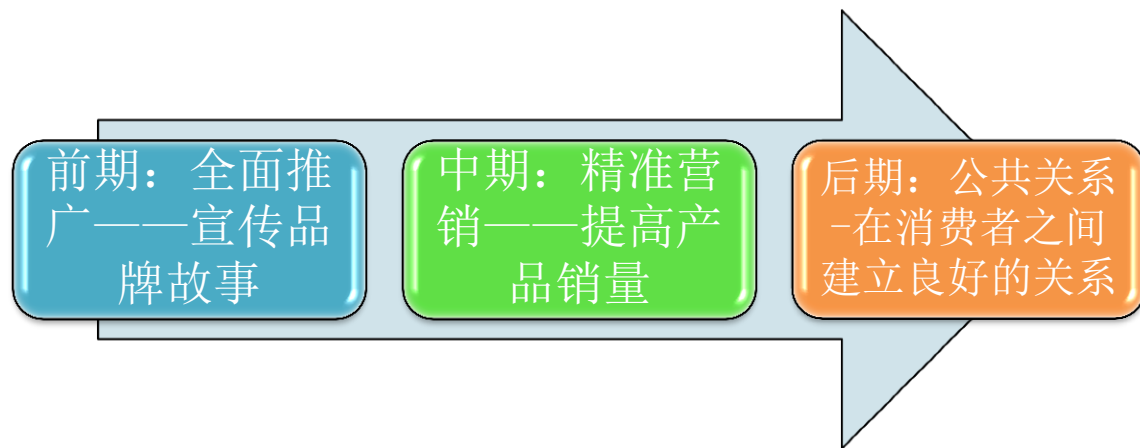 前期：全面推
广——宣传品
牌故事
中期：精准营
销——提高产
品销量
后期：公共关系
-在消费者之间
建立良好的关系